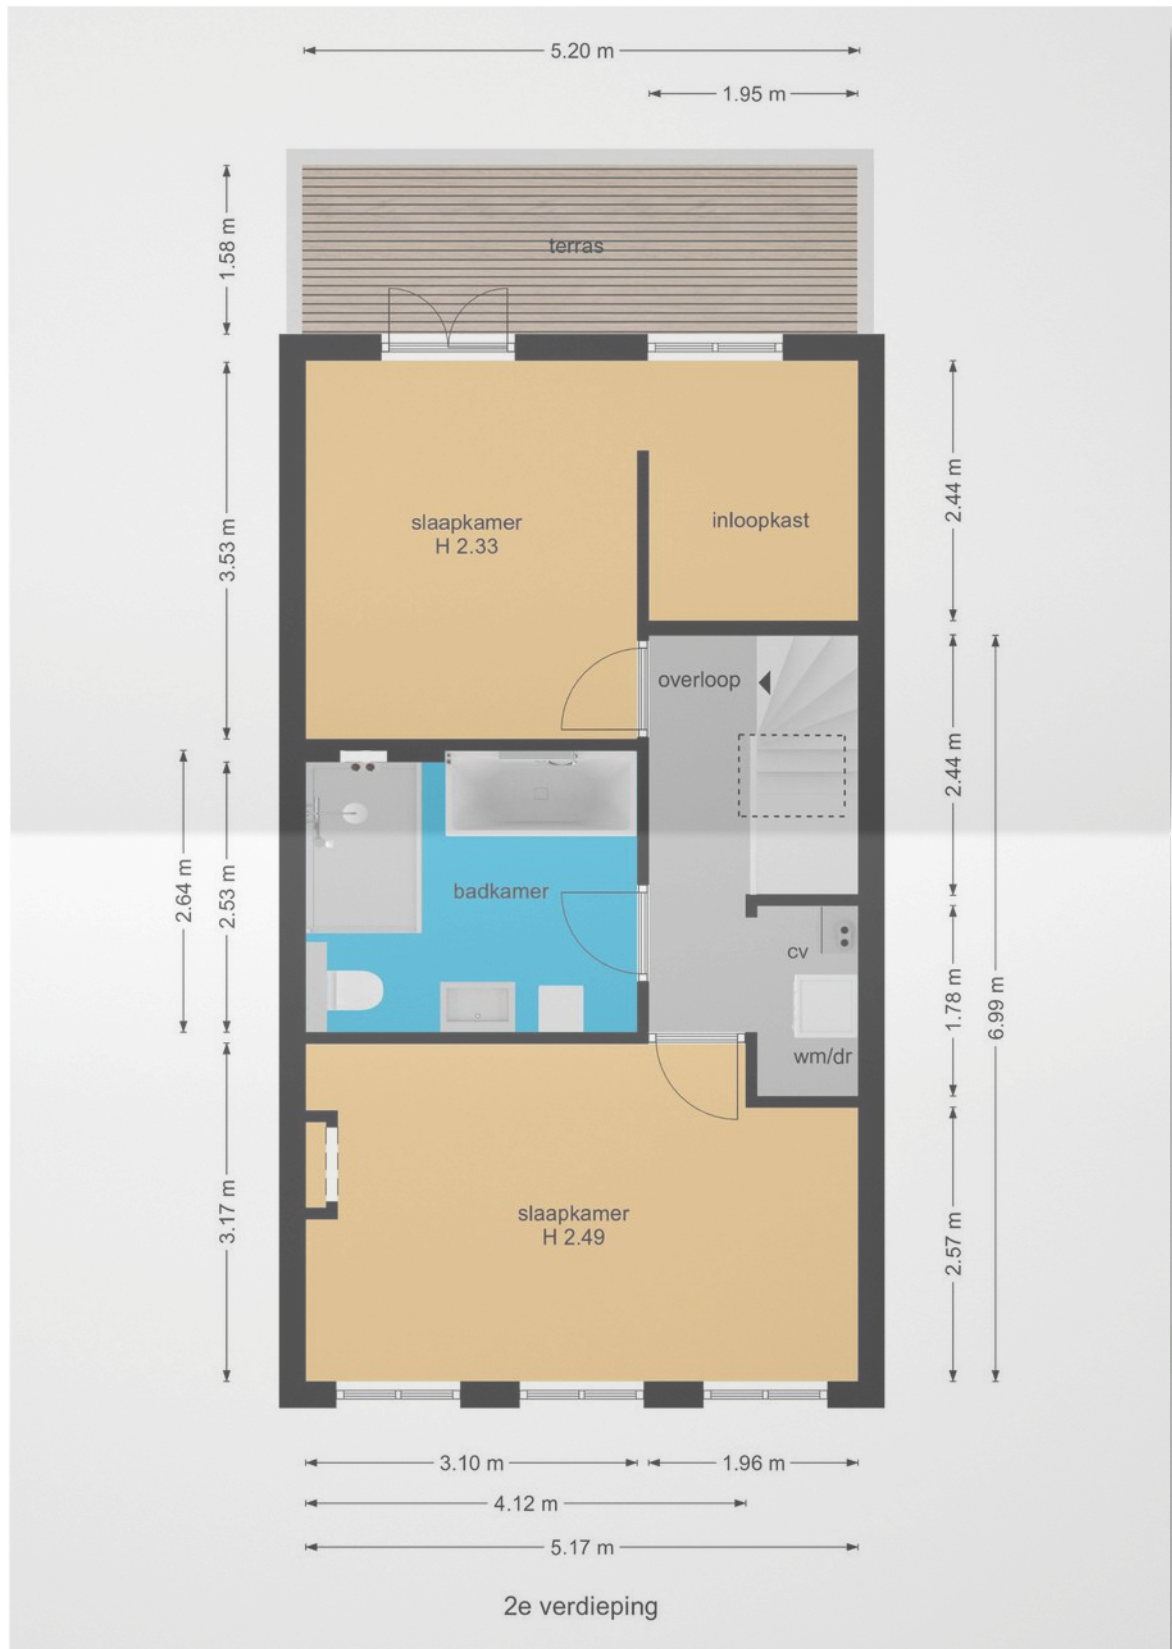 5.20 m
1.95 m
1.58 m
terras
3.53 m
2.44 m
slaapkamer
H 2.33
inloopkast
overloop
2.44 m
2.64 m
2.53 m
badkamer
cv
1.78 m
6.99 m
wm/dr
3.17 m
slaapkamer
H 2.49
2.57 m
3.10 m
1.96 m
4.12 m
5.17 m
2e verdieping